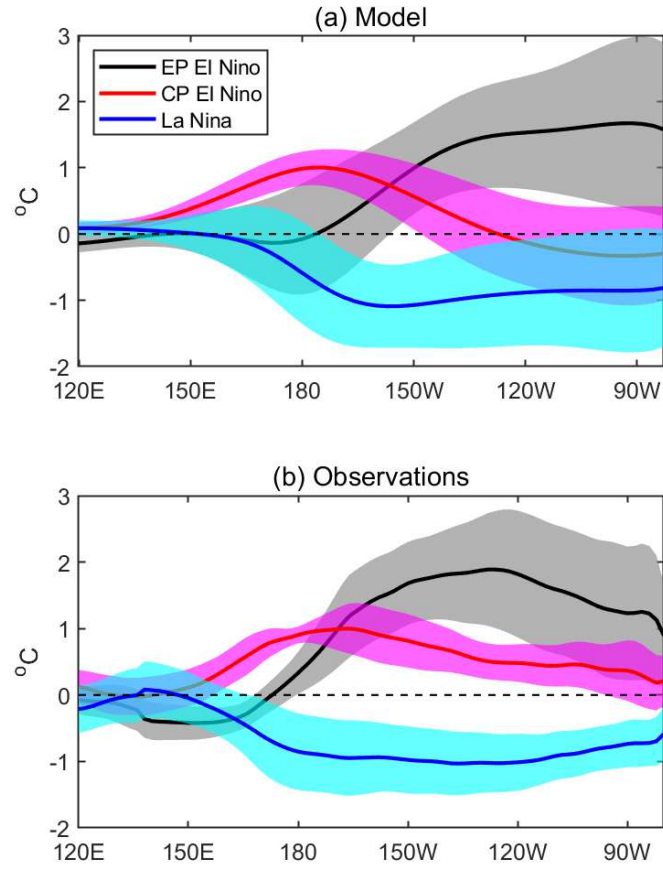 (a) Model
3
2
1
0
-1
-2
°C
EP El Nino
CP El Nino
La Nina
120E 150E 180 150W 120W 90W
(b) Observations
3
2
1
0
-1
-2
°C
120E 150E 180 150W 120W 90W